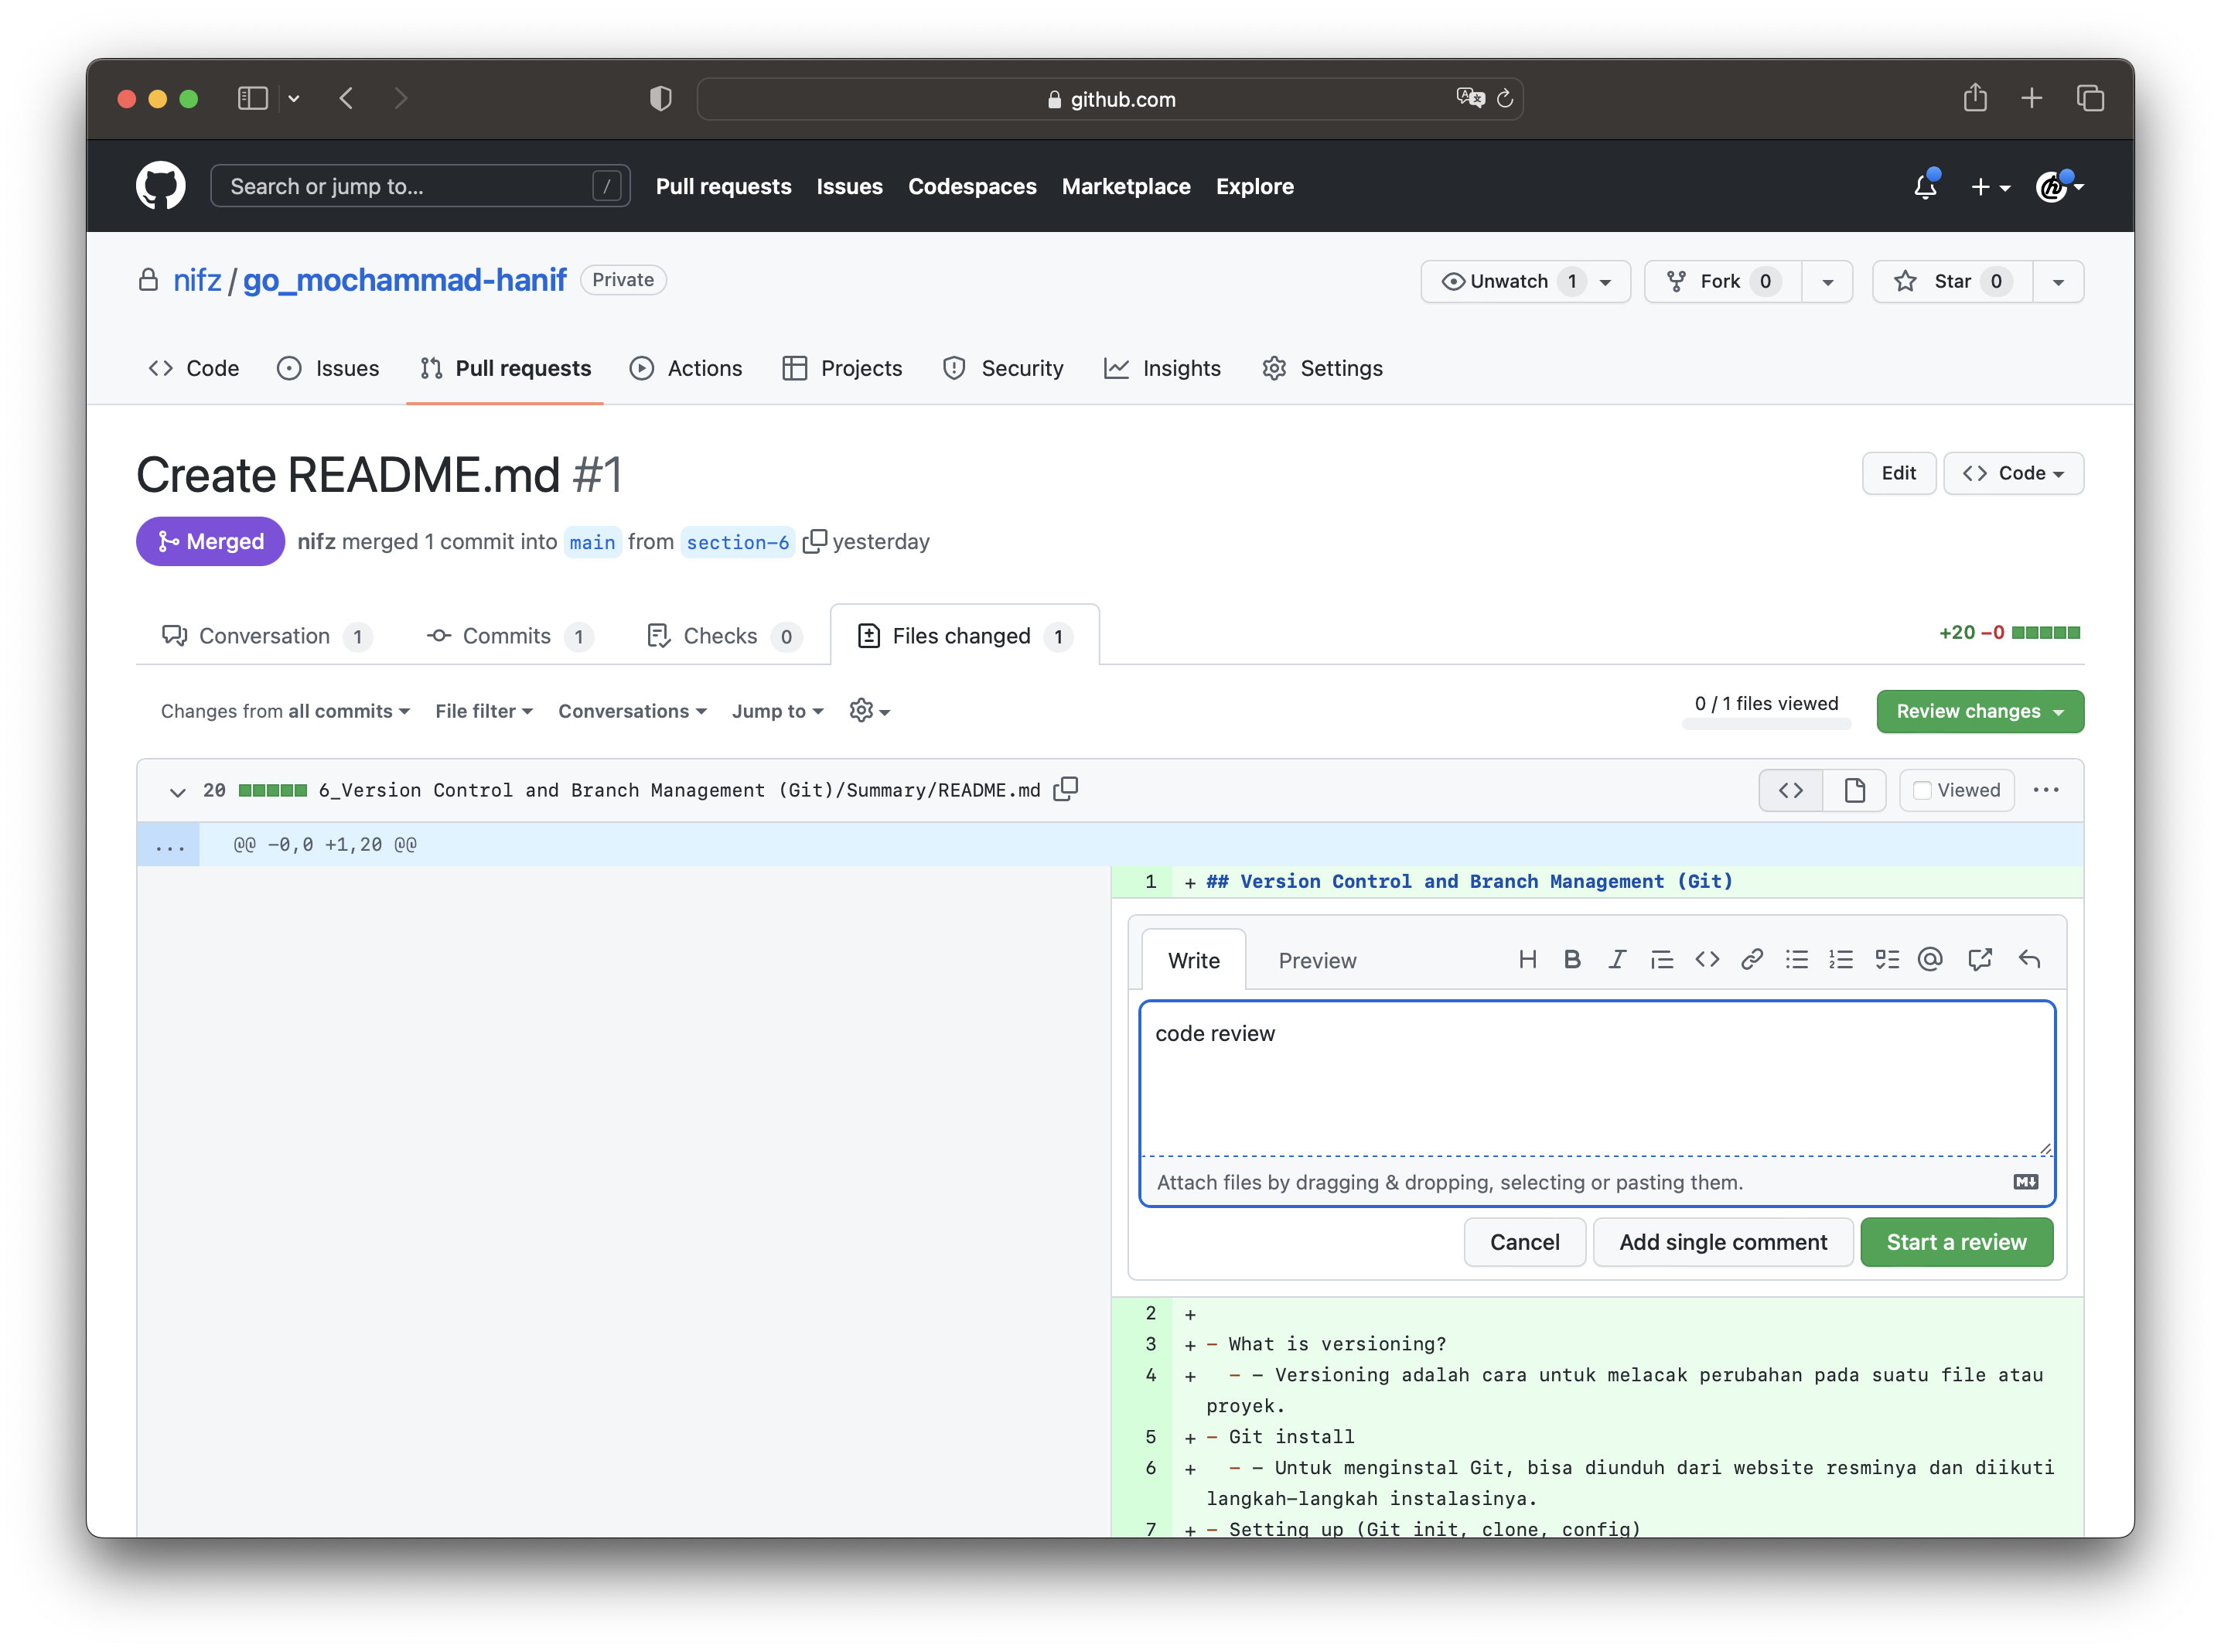 github.com
Search or jump to... / Pull requests Issues Codespaces Marketplace Explore
nifz / go_mochammad-hanif Private Unwatch 1 Fork 0 Star 0
Code Issues Pull requests Actions Projects Security Insights Settings
Create README.md #1 Edit Code
Merged nifz merged 1 commit into main from section-6 yesterday
Conversation 1 Commits 1 Checks 0 Files changed 1 +20 −0
Changes from all commits File filter Conversations Jump to 0 / 1 files viewed Review changes
20 6_Version Control and Branch Management (Git)/Summary/README.md Viewed
... @@ -0,0 +1,20 @@
1 + ## Version Control and Branch Management (Git)
Write Preview
code review
Attach files by dragging & dropping, selecting or pasting them.
Cancel Add single comment Start a review
2 +
3 + - What is versioning?
4 + - - Versioning adalah cara untuk melacak perubahan pada suatu file atau
proyek.
5 + - Git install
6 + - - Untuk menginstal Git, bisa diunduh dari website resminya dan diikuti
langkah-langkah instalasinya.
7 + - Setting up (Git init, clone, config)